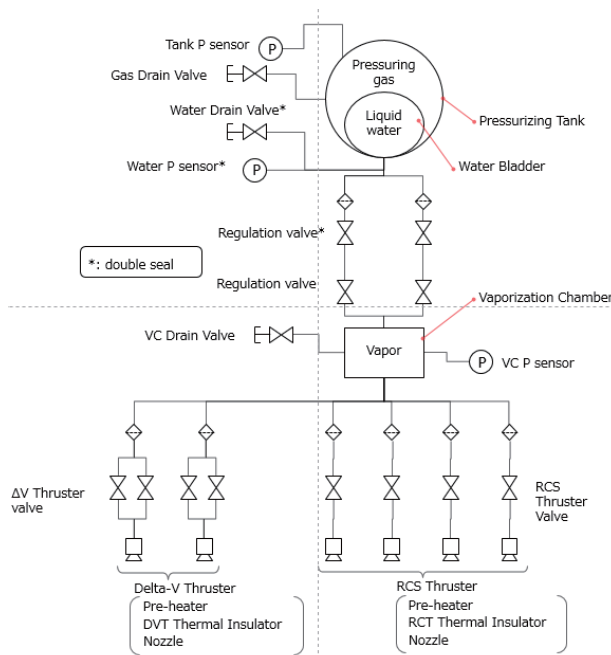 Tank P sensor
P
Gas Drain Valve
Pressuring
gas
Water Drain Valve*
Liquid
water
Pressurizing Tank
Water P sensor*
P
Water Bladder
Regulation valve*
*: double seal
Regulation valve
Vaporization Chamber
VC Drain Valve
Vapor
P
VC P sensor
ΔV Thruster
valve
RCS
Thruster
Valve
Delta-V Thruster
Pre-heater
DVT Thermal Insulator
Nozzle
RCS Thruster
Pre-heater
RCT Thermal Insulator
Nozzle